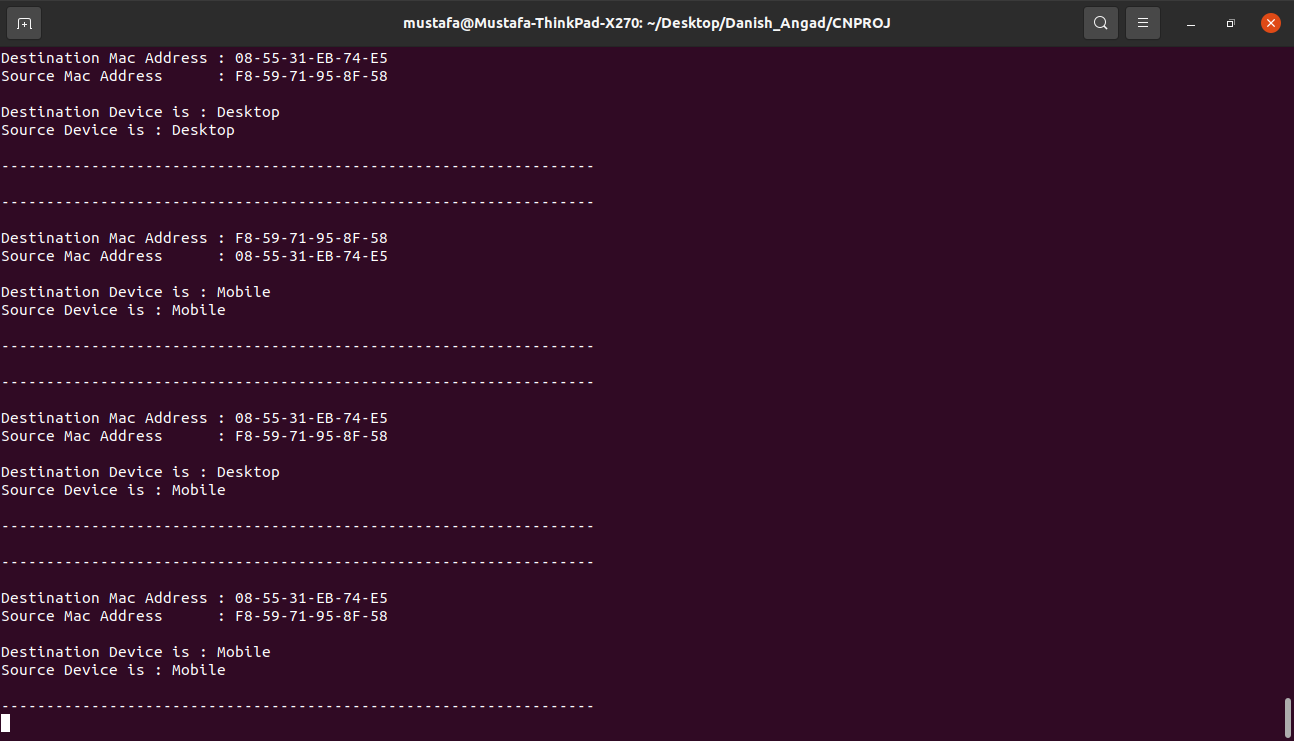 mustafa@Mustafa-ThinkPad-X270: ~/Desktop/Danish_Angad/CNPROJ
Destination Mac Address : 08-55-31-EB-74-E5
Source Mac Address      : F8-59-71-95-8F-58
Destination Device is : Desktop
Source Device is : Desktop
------------------------------------------------------------------
------------------------------------------------------------------
Destination Mac Address : F8-59-71-95-8F-58
Source Mac Address      : 08-55-31-EB-74-E5
Destination Device is : Mobile
Source Device is : Mobile
------------------------------------------------------------------
------------------------------------------------------------------
Destination Mac Address : 08-55-31-EB-74-E5
Source Mac Address      : F8-59-71-95-8F-58
Destination Device is : Desktop
Source Device is : Mobile
------------------------------------------------------------------
------------------------------------------------------------------
Destination Mac Address : 08-55-31-EB-74-E5
Source Mac Address      : F8-59-71-95-8F-58
Destination Device is : Mobile
Source Device is : Mobile
------------------------------------------------------------------